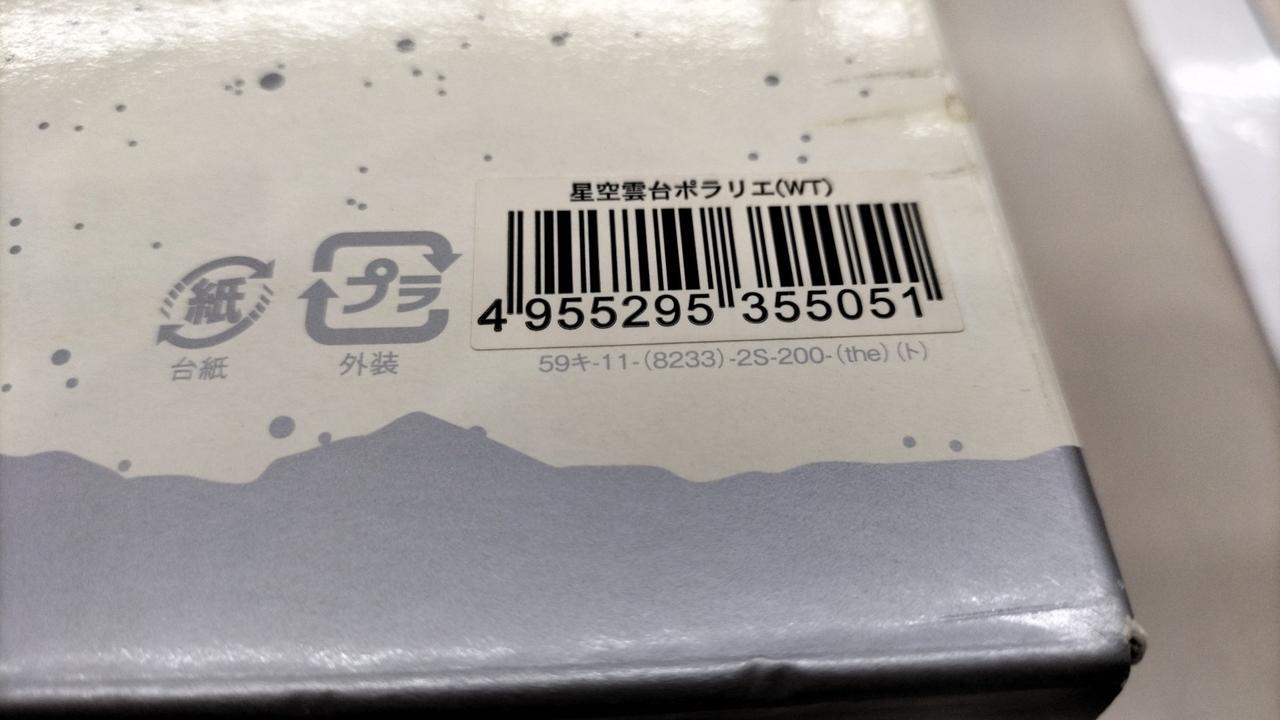 星空雲台ポラリエ(WT)
4 955295 355051
紙
プラ
台紙
外装
59キ-11-(8233)-2S-200-(the)(ト)